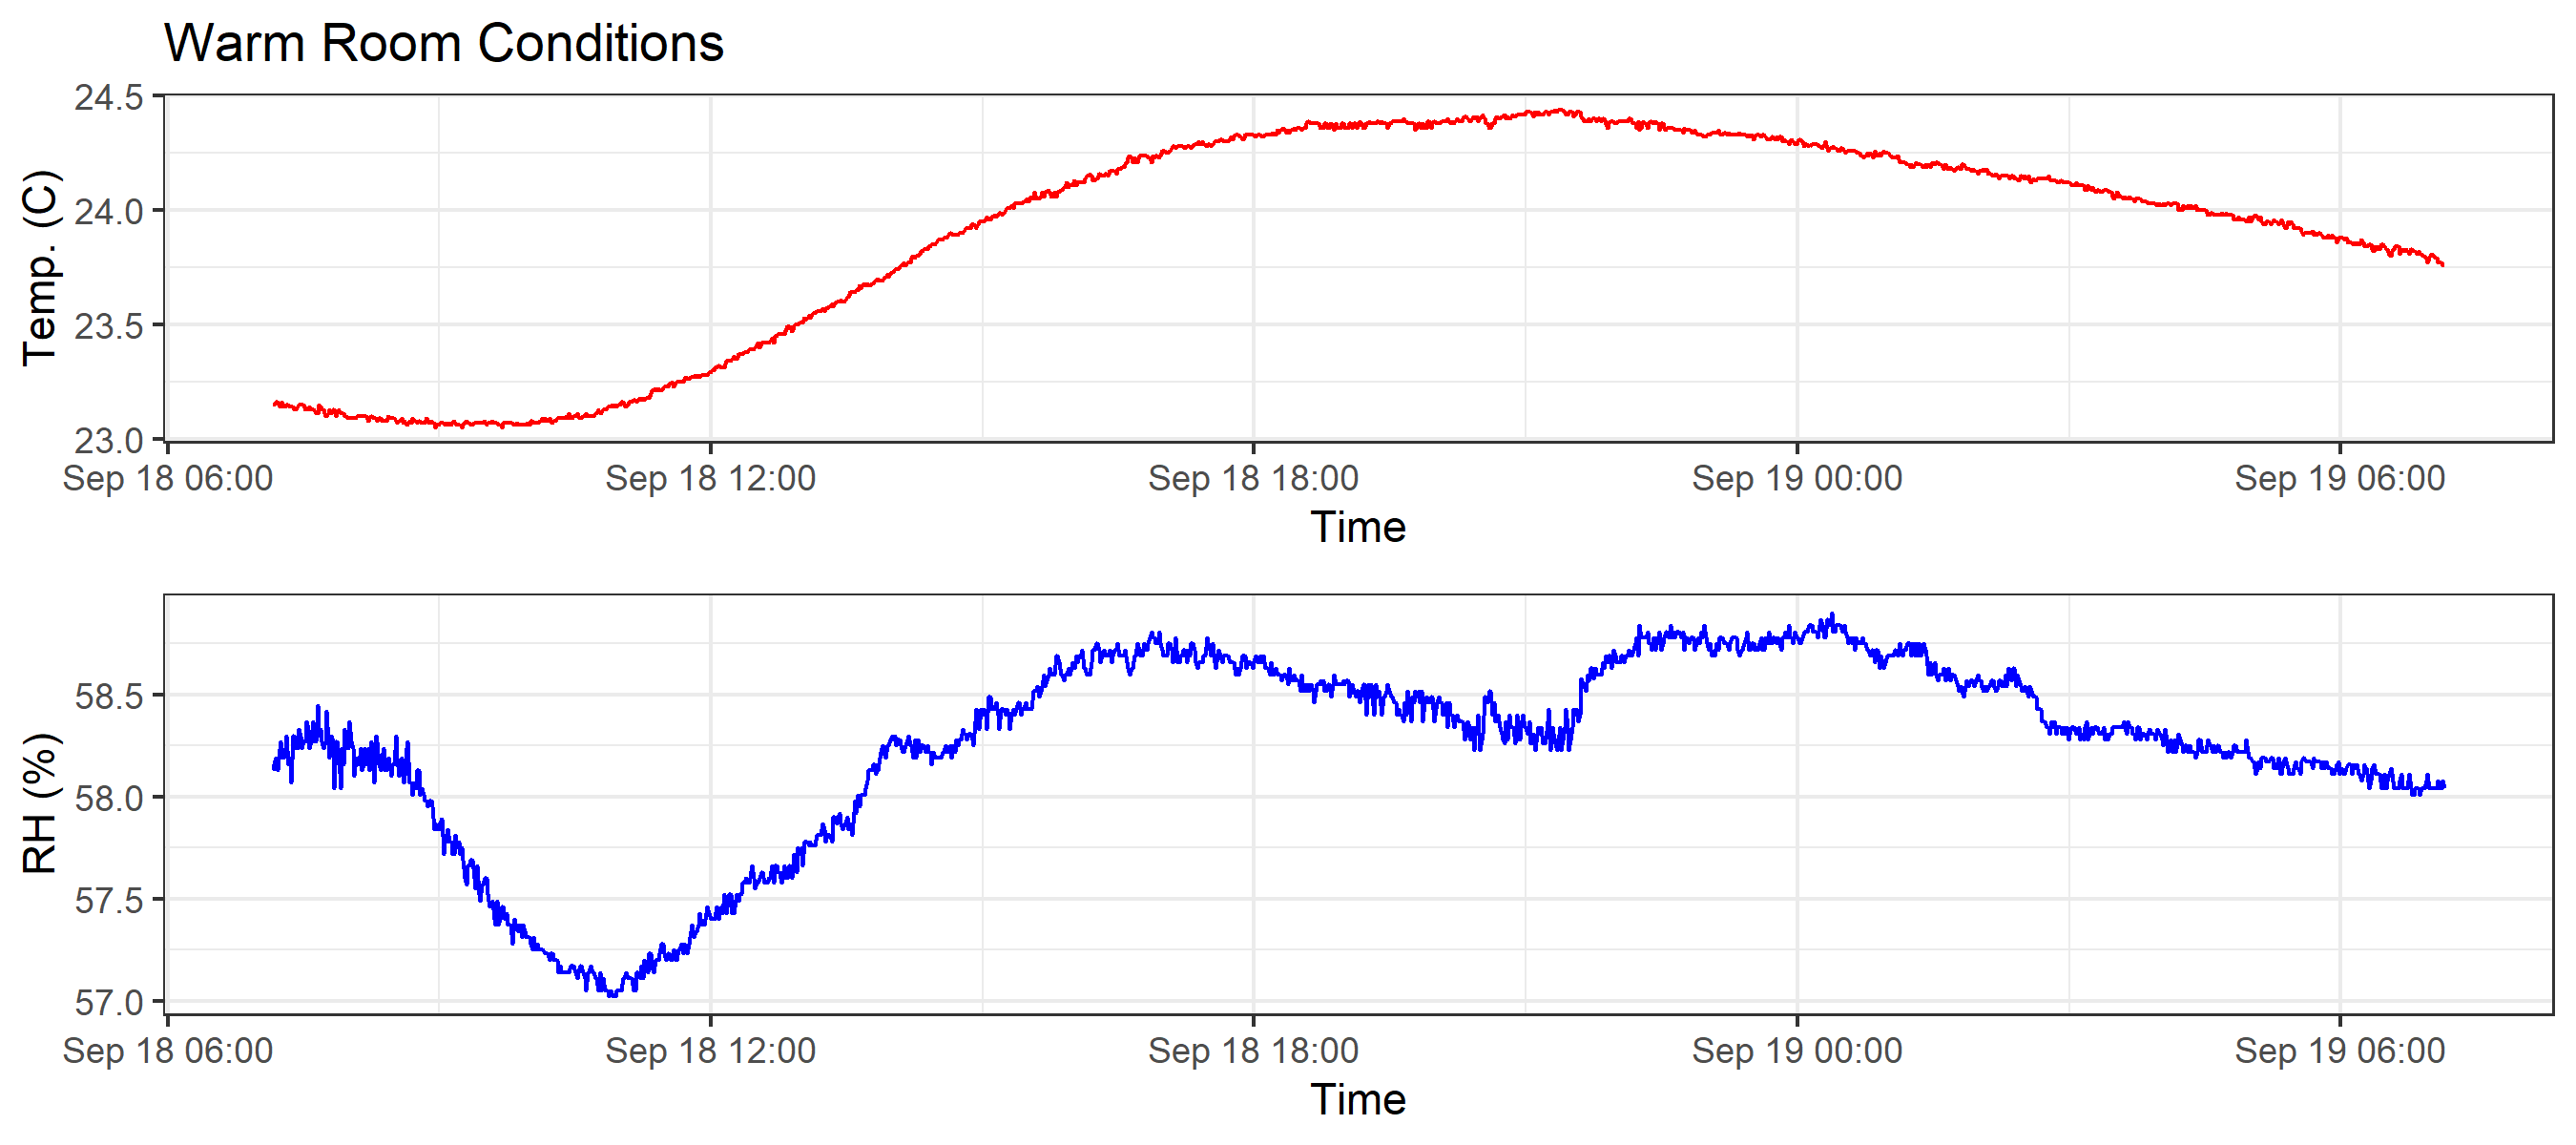 Warm Room Conditions
24.5
24.0
23.5
23.0
Temp. (C)
Sep 18 06:00 Sep 18 12:00 Sep 18 18:00 Sep 19 00:00 Sep 19 06:00
Time
58.5
58.0
57.5
57.0
RH (%)
Sep 18 06:00 Sep 18 12:00 Sep 18 18:00 Sep 19 00:00 Sep 19 06:00
Time